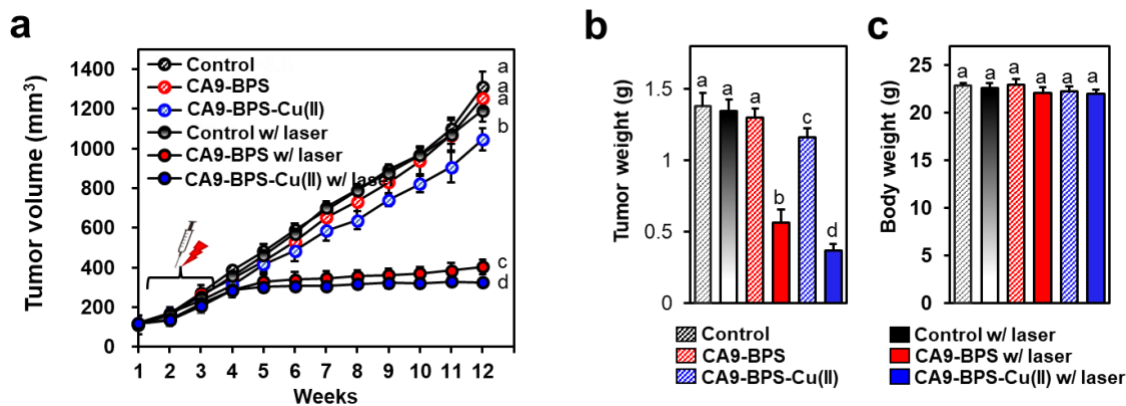 a
Tumor volume (mm³)
1400
1200
1000
800
600
400
200
0
Control
CA9-BPS
CA9-BPS-Cu(II)
Control w/ laser
CA9-BPS w/ laser
CA9-BPS-Cu(II) w/ laser
a
a
a
b
c
d
1 2 3 4 5 6 7 8 9 10 11 12
Weeks
b
Tumor weight (g)
1.5
1
0.5
0
a a a b c d
c
Body weight (g)
25
20
15
10
5
0
a a a a a a
Control
CA9-BPS
CA9-BPS-Cu(II)
Control w/ laser
CA9-BPS w/ laser
CA9-BPS-Cu(II) w/ laser